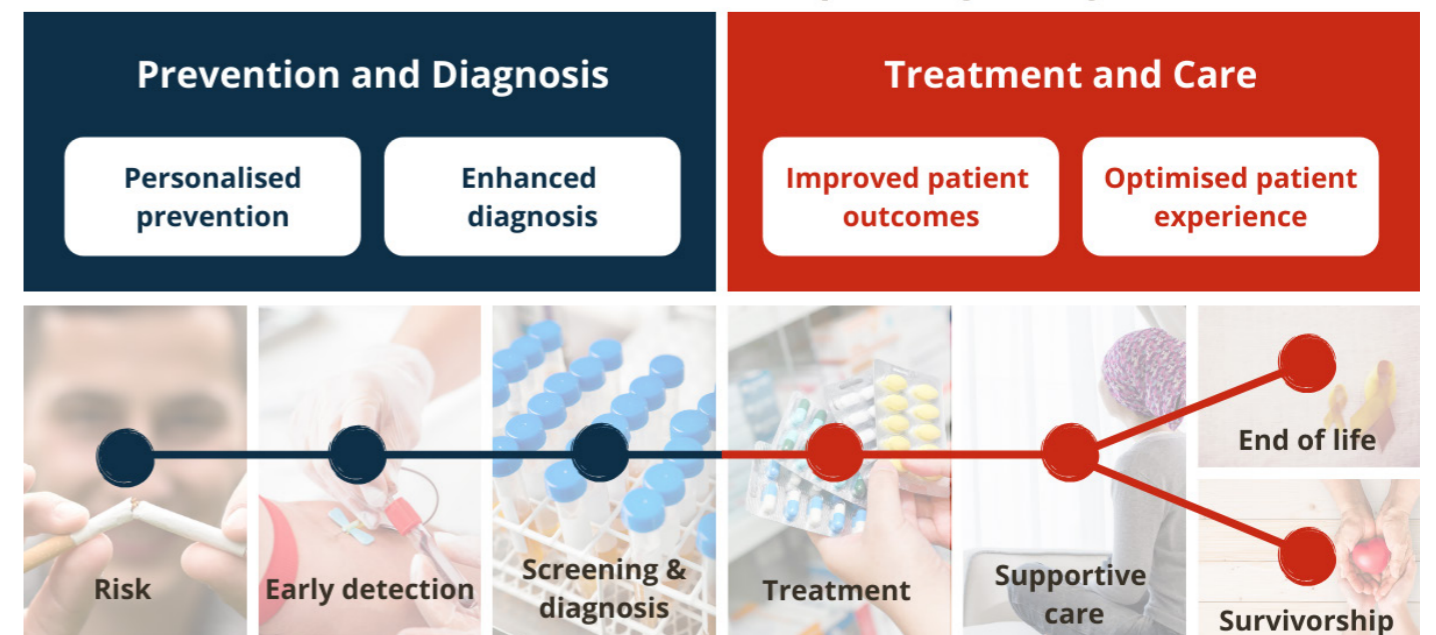 Prevention and Diagnosis
Treatment and Care
Personalised
prevention
Enhanced
diagnosis
Improved patient
outcomes
Optimised patient
experience
Risk
Early detection
Screening &
diagnosis
Treatment
Supportive
care
End of life
Survivorship